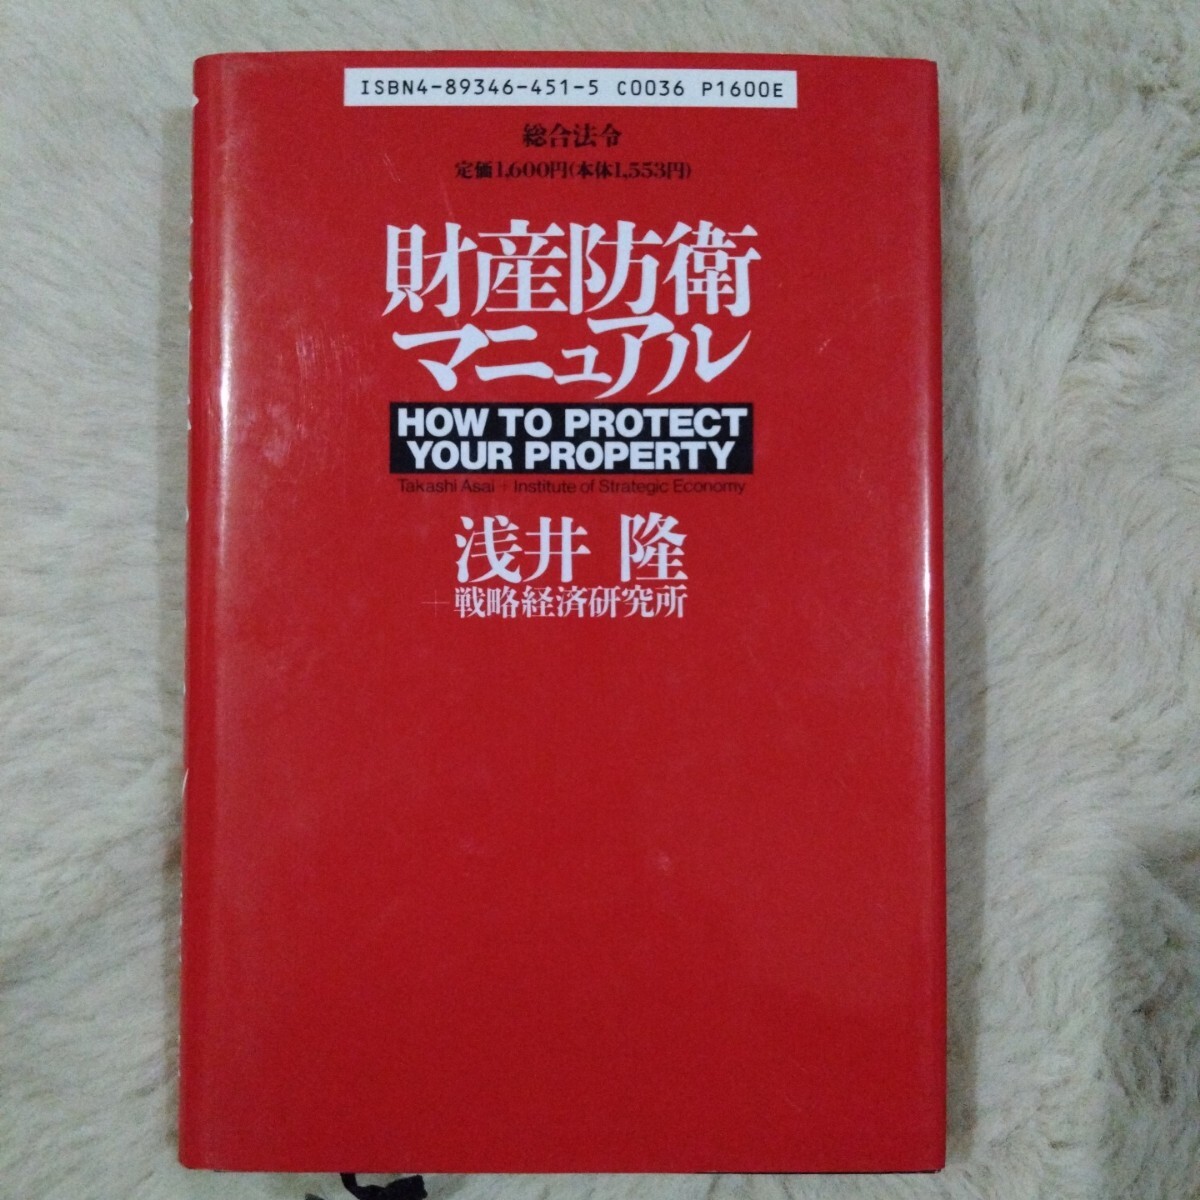 ISBN4-89346-451-5 C0036 P1600E
総合法令
定価1,600円(本体1,553円)
財産防衛
マニュアル
HOW TO PROTECT
YOUR PROPERTY
Takashi Asai + Institute of Strategic Economy
浅井 隆
+戦略経済研究所